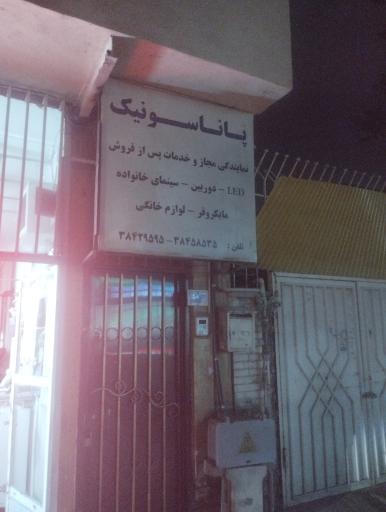 پاناسونیک
نمایندگی مجاز و خدمات پس از فروش
LED - دوربین - سینمای خانواده
مایکروفر - لوازم خانگی
تلفن : ۳۸۴۵۸۵۳۵ - ۳۸۴۲۹۵۹۵